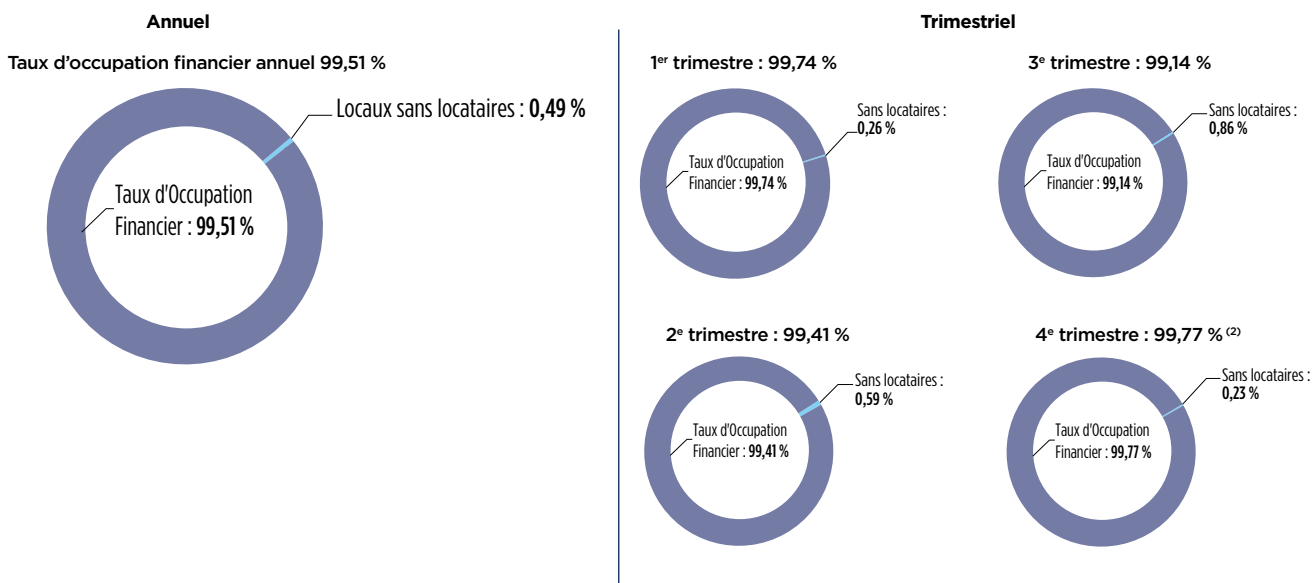 Annuel
Taux d'occupation financier annuel 99,51 %
Locaux sans locataires : 0,49 %
Taux d'Occupation
Financier : 99,51 %
Trimestriel
1er trimestre : 99,74 %
Sans locataires :
0,26 %
Taux d'Occupation
Financier : 99,74 %
3e trimestre : 99,14 %
Sans locataires :
0,86 %
Taux d'Occupation
Financier : 99,14 %
2e trimestre : 99,41 %
Sans locataires :
0,59 %
Taux d'Occupation
Financier : 99,41 %
4e trimestre : 99,77 % (2)
Sans locataires :
0,23 %
Taux d'Occupation
Financier : 99,77 %